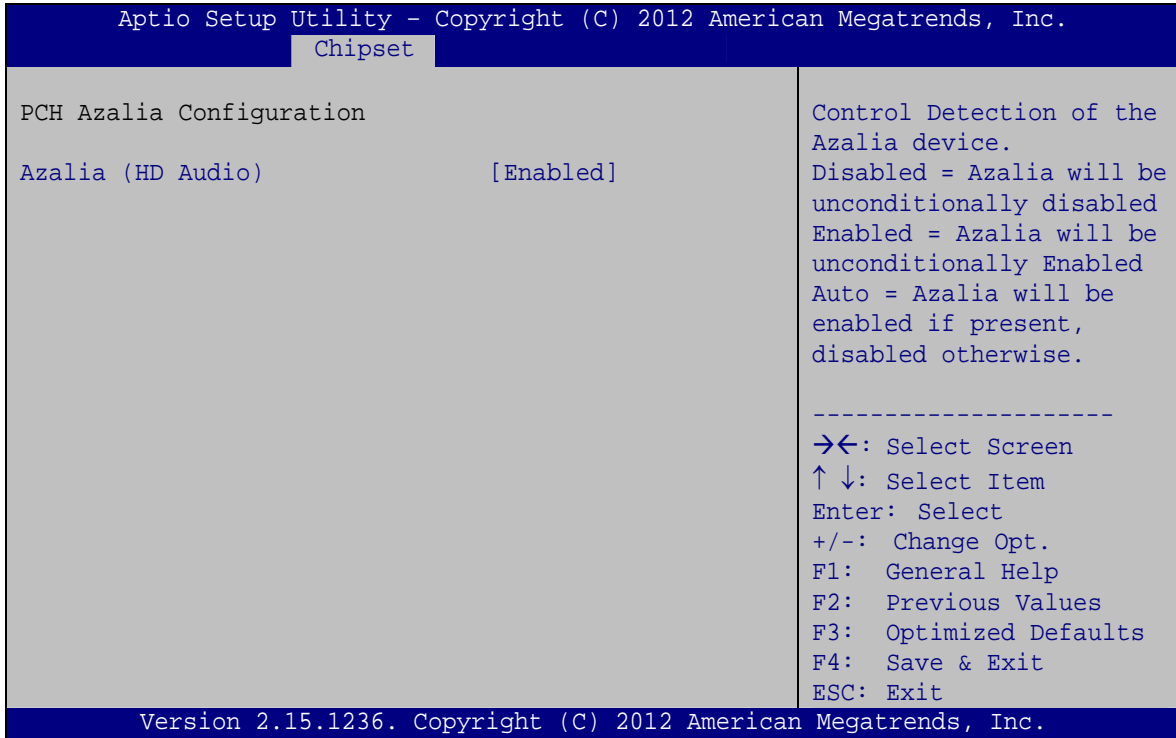 Aptio Setup Utility – Copyright (C) 2012 American Megatrends, Inc.
Chipset
PCH Azalia Configuration
Azalia (HD Audio) [Enabled]
Control Detection of the
Azalia device.
Disabled = Azalia will be
unconditionally disabled
Enabled = Azalia will be
unconditionally Enabled
Auto = Azalia will be
enabled if present,
disabled otherwise.
---------------------
→←: Select Screen
↑ ↓: Select Item
Enter: Select
+/-: Change Opt.
F1: General Help
F2: Previous Values
F3: Optimized Defaults
F4: Save & Exit
ESC: Exit
Version 2.15.1236. Copyright (C) 2012 American Megatrends, Inc.